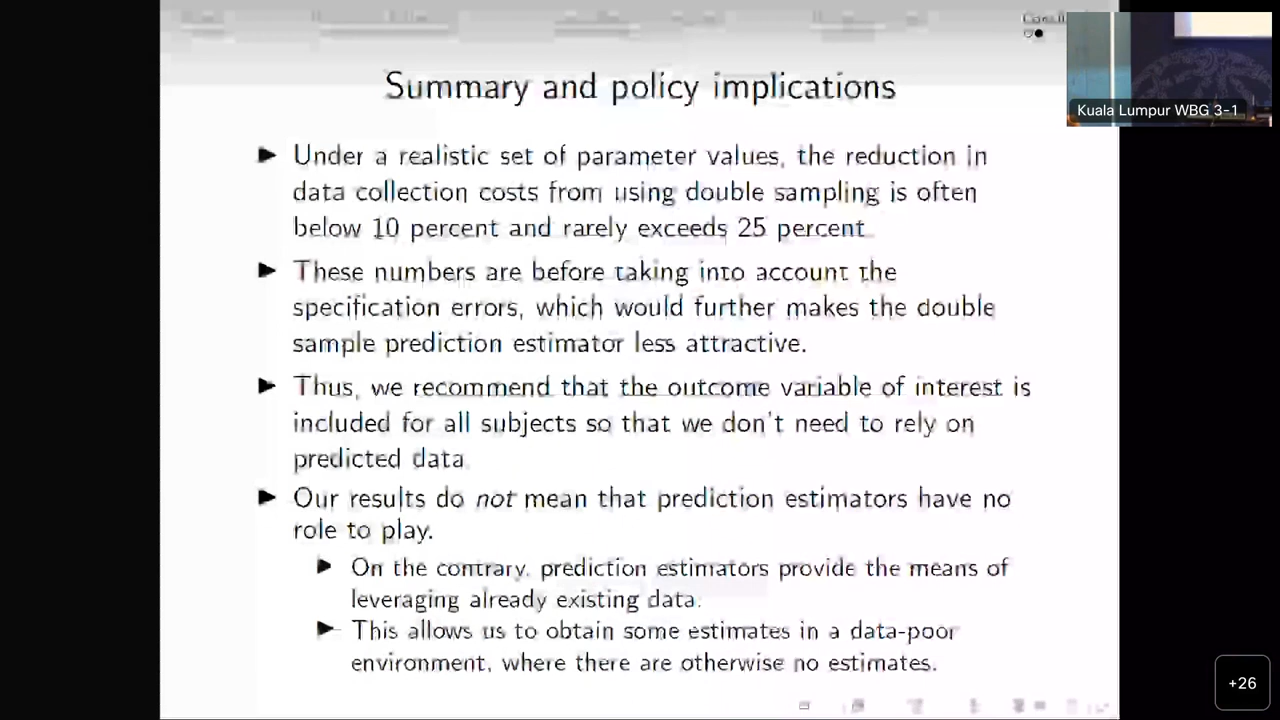 Summary and policy implications
Kuala Lumpur WBG 3-1
Under a realistic set of parameter values, the reduction in
data collection costs from using double sampling is often
below 10 percent and rarely exceeds 25 percent
These numbers are before taking into account the
specification errors, which would further makes the double
sample prediction estimator less attractive.
Thus, we recommend that the outcome variable of interest is
included for all subjects so that we don't need to rely on
predicted data
Our results do not mean that prediction estimators have no
role to play.
On the contrary, prediction estimators provide the means of
leveraging already existing data.
This allows us to obtain some estimates in a data-poor
environment, where there are otherwise no estimates.
+26